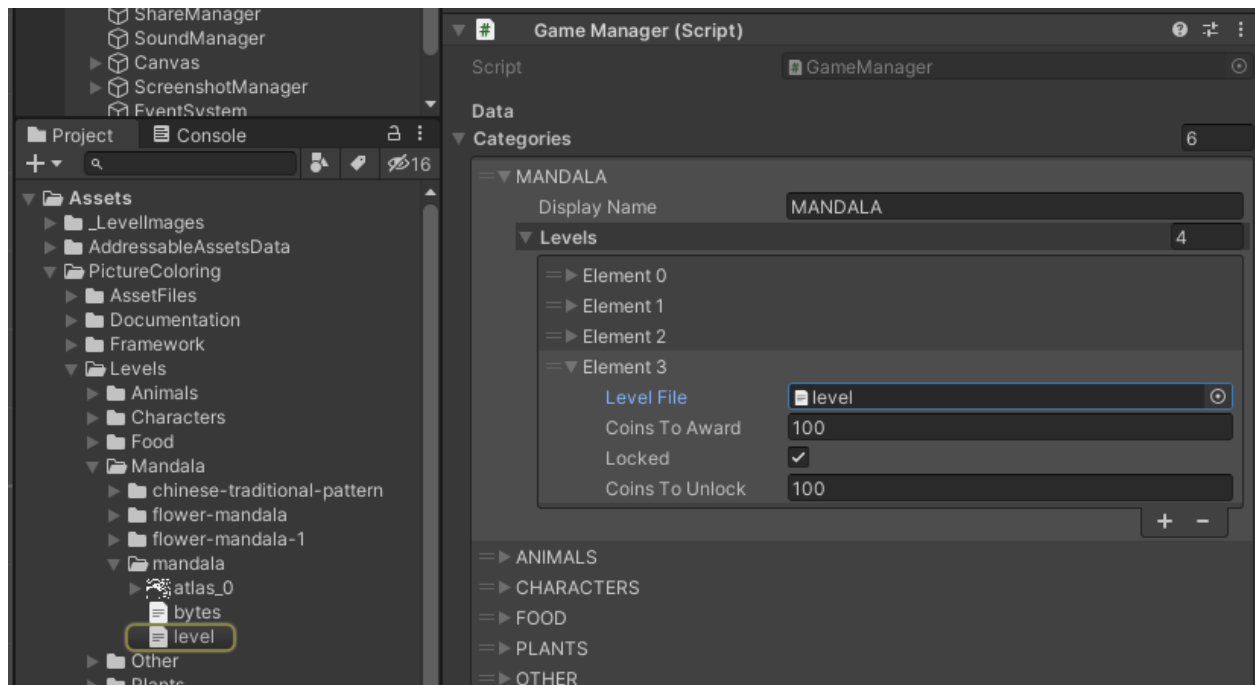 ShareManager
SoundManager
Canvas
ScreenshotManager
EventSystem
Project
Console
16
Assets
_LevelImages
AddressableAssetsData
PictureColoring
AssetFiles
Documentation
Framework
Levels
Animals
Characters
Food
Mandala
chinese-traditional-pattern
flower-mandala
flower-mandala-1
mandala
atlas_0
bytes
level
Other
Plants
# Game Manager (Script)
Script
# GameManager
Data
Categories 6
MANDALA
Display Name MANDALA
Levels 4
Element 0
Element 1
Element 2
Element 3
Level File level
Coins To Award 100
Locked
Coins To Unlock 100
+ -
ANIMALS
CHARACTERS
FOOD
PLANTS
OTHER